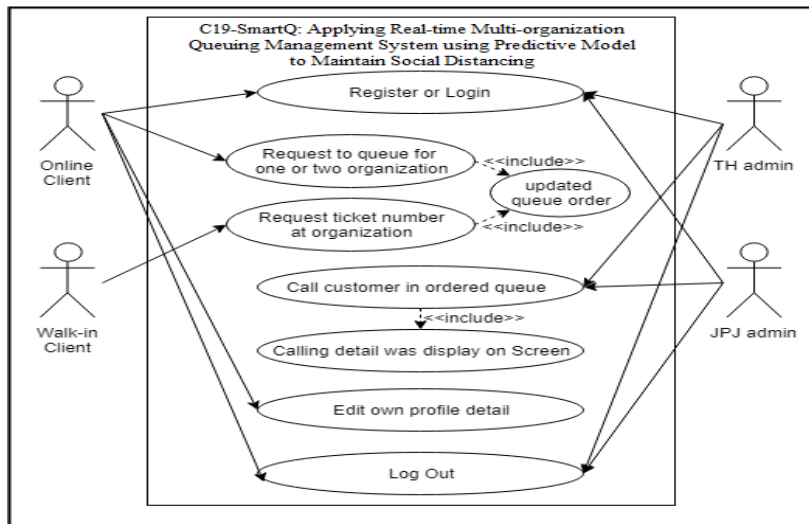 C19-SmartQ: Applying Real-time Multi-organization
Queuing Management System using Predictive Model
to Maintain Social Distancing
Register or Login
Online
Client
TH admin
Request to queue for
one or two organization
<<include>>
updated
queue order
Request ticket number
at organization
<<include>>
Call customer in ordered queue
Walk-in
Client
JPJ admin
<<include>>
Calling detail was display on Screen
Edit own profile detail
Log Out